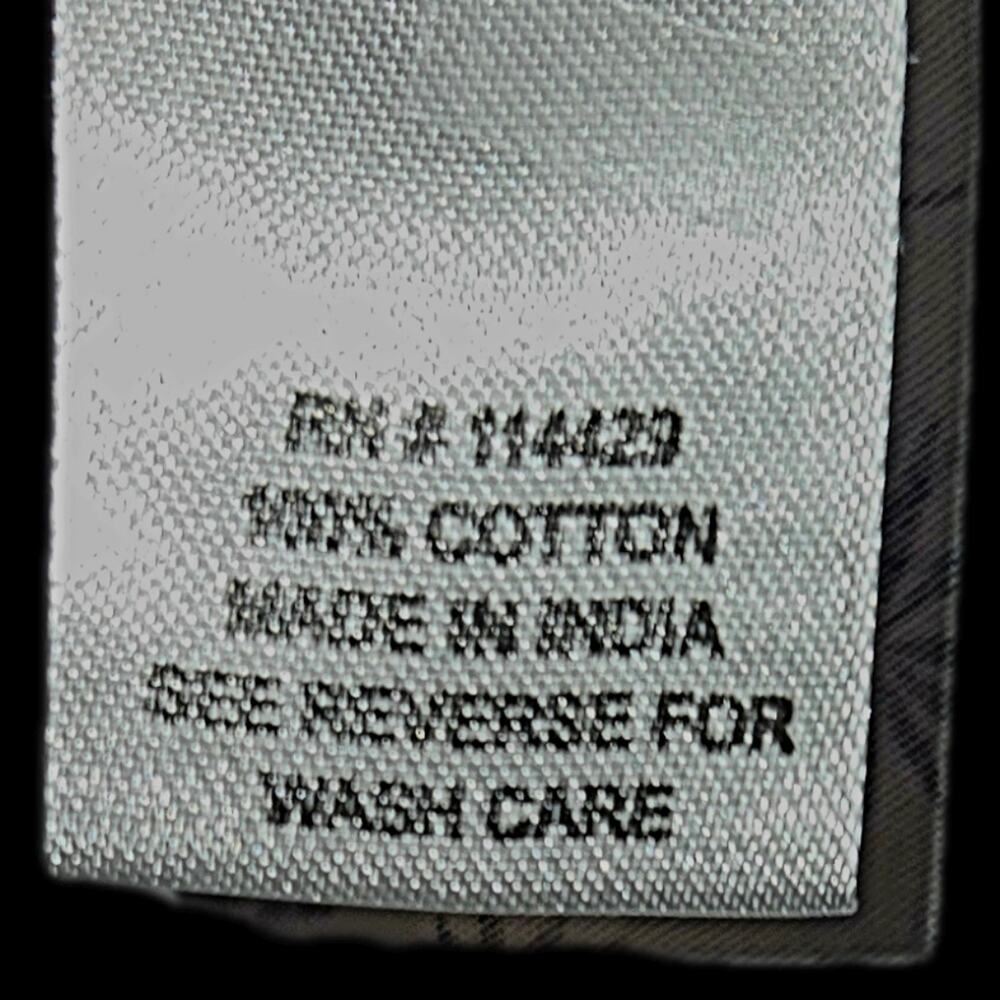 RN # 114429
100% COTTON
MADE IN INDIA
SEE REVERSE FOR
WASH CARE